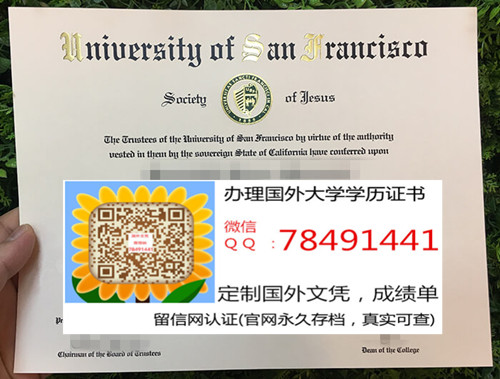 University of San Francisco
Society of Jesus
The Trustees of the University of San Francisco by virtue of the authority
vested in them by the sovereign State of California have conferred upon
办理国外大学学历证书
微信
QQ :78491441
定制国外文凭，成绩单
留信网认证(官网永久存档，真实可查)
Chairman of the Board of Trustees
Dean of the College